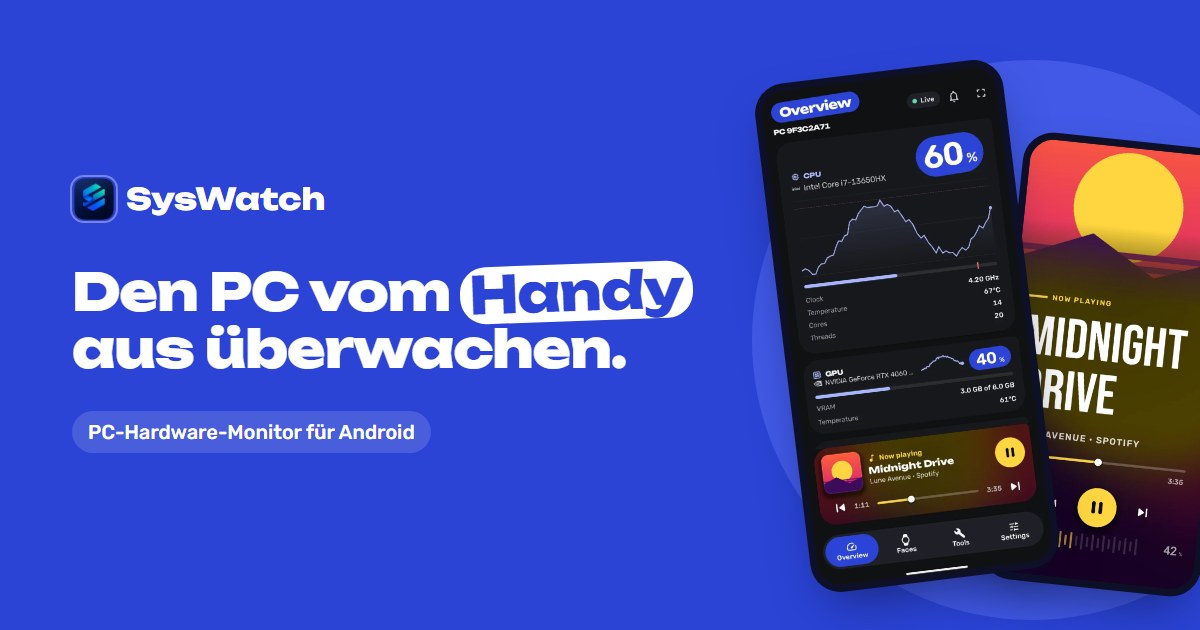 SysWatch
Den PC vom Handy
aus überwachen.
PC-Hardware-Monitor für Android
Overview
Live
PC 9F3C2A71
CPU
Intel Core i7-13650HX
60%
Clock 4.20 GHz
Temperature 67°C
Cores 14
Threads 20
GPU
NVIDIA GeForce RTX 4060 ...
40%
VRAM 3.0 GB of 8.0 GB
Temperature 61°C
Now playing
Midnight Drive
Lune Avenue • Spotify
1:11 3:35
Overview Faces Tools Settings
NOW PLAYING
MIDNIGHT
DRIVE
AVENUE • SPOTIFY
3:35
42%